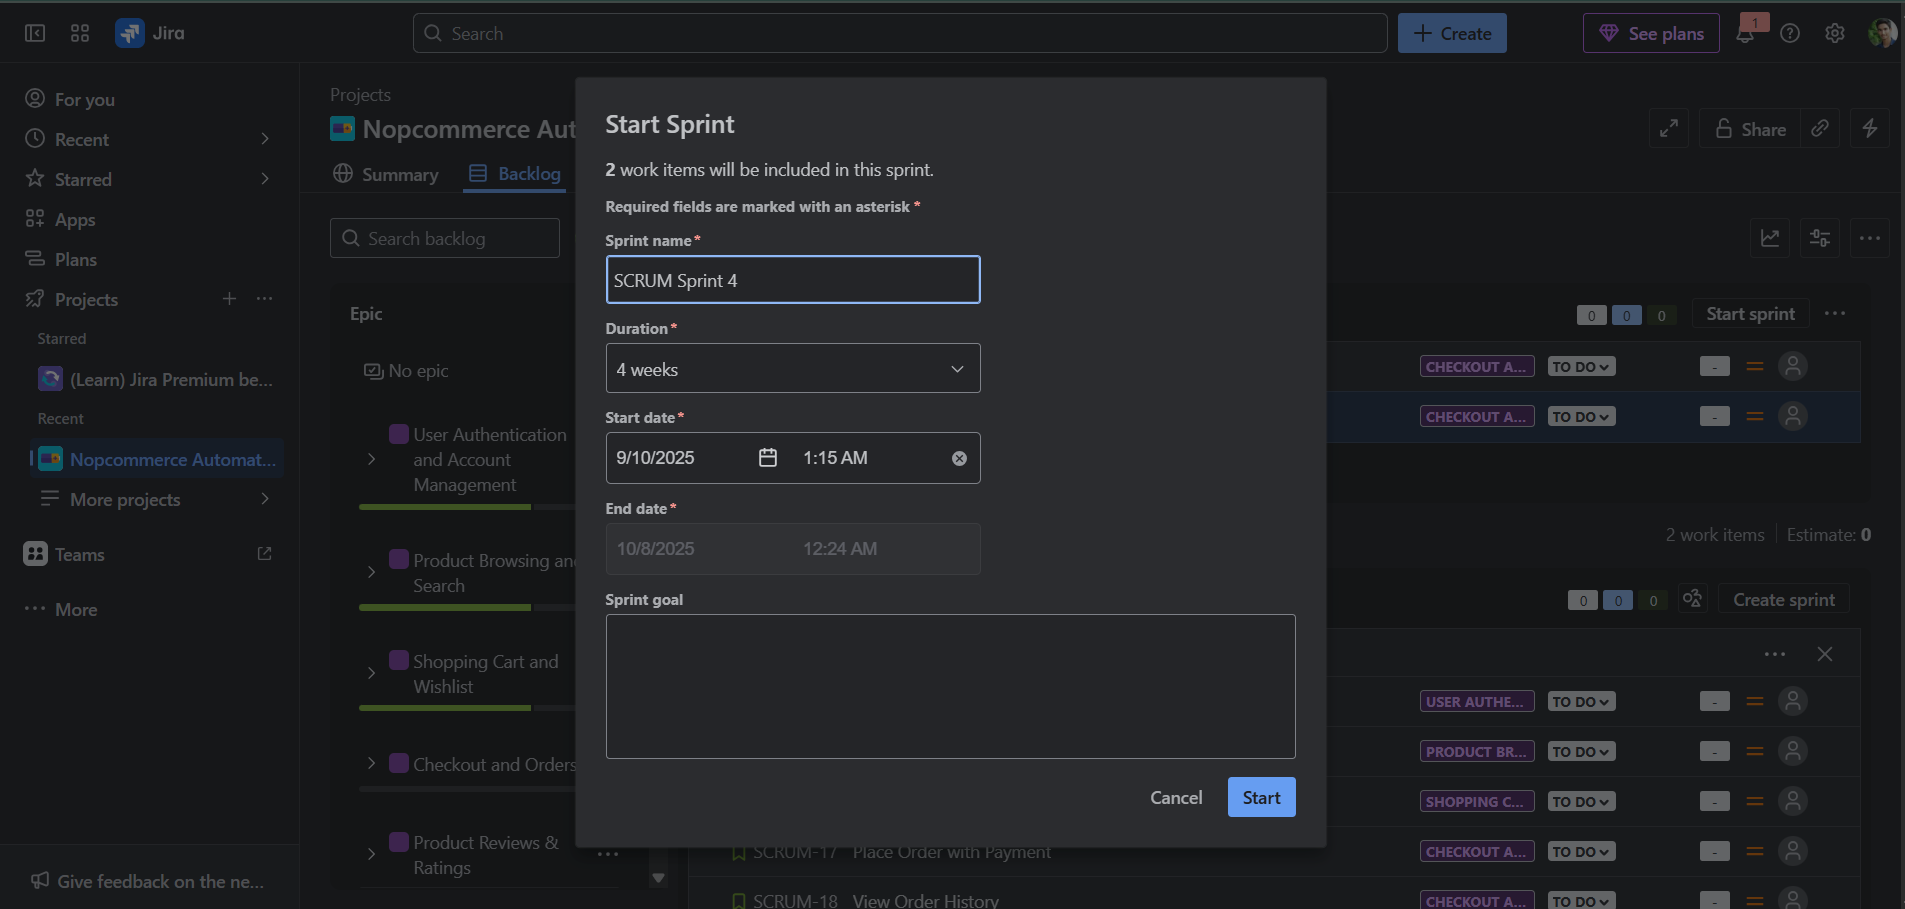 Jira
Search
Create
See plans
1
For you
Recent
Starred
Apps
Plans
Projects
Starred
(Learn) Jira Premium be...
Recent
Nopcommerce Automat...
More projects
Teams
More
Give feedback on the ne...
Projects
Nopcommerce Aut
Share
Summary
Backlog
Search backlog
Epic
No epic
User Authentication
and Account
Management
Product Browsing an
Search
Shopping Cart and
Wishlist
Checkout and Orders
Product Reviews &
Ratings
Start Sprint
2 work items will be included in this sprint.
Required fields are marked with an asterisk *
Sprint name*
SCRUM Sprint 4
Duration*
4 weeks
Start date*
9/10/2025 1:15 AM
End date*
10/8/2025 12:24 AM
Sprint goal
Cancel
Start
0 0 0 Start sprint
CHECKOUT A... TO DO -
CHECKOUT A... TO DO -
2 work items Estimate: 0
0 0 0 Create sprint
USER AUTHE... TO DO -
PRODUCT BR... TO DO -
SHOPPING C... TO DO -
SCRUM-17 Place Order with Payment CHECKOUT A... TO DO -
SCRUM-18 View Order History CHECKOUT A... TO DO -